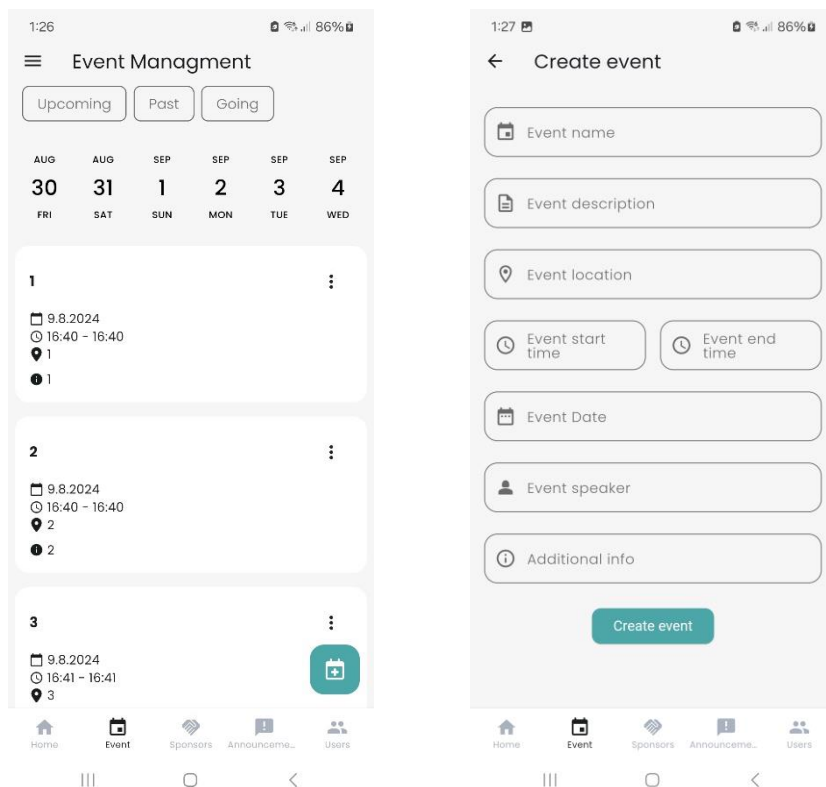 1:26 86%
Event Managment
Upcoming Past Going
AUG AUG SEP SEP SEP SEP
30 31 1 2 3 4
FRI SAT SUN MON TUE WED
1
9.8.2024
16:40 - 16:40
1
1
2
9.8.2024
16:40 - 16:40
2
2
3
9.8.2024
16:41 - 16:41
3
Home Event Sponsors Announceme... Users
1:27 86%
Create event
Event name
Event description
Event location
Event start
time
Event end
time
Event Date
Event speaker
Additional info
Create event
Home Event Sponsors Announceme... Users